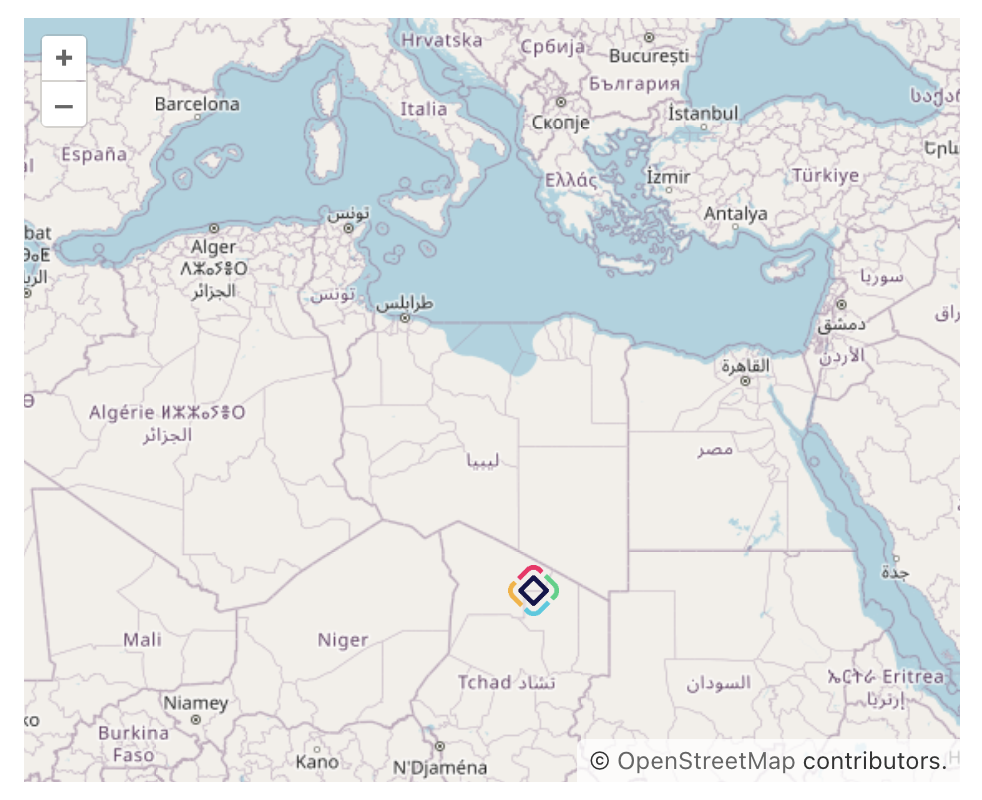 +
−
Hrvatska
Србија
București
България
Barcelona
Italia
Скопје
İstanbul
España
Ελλάς
İzmir
Türkiye
تونس
Antalya
Alger
ⴷⵣⴰⵢⴻⵔ
الجزائر
تونس
طرابلس
سوريا
دمشق
الأردن
القاهرة
Algérie ⵍⵣⵣⴰⵢⴻⵔ
الجزائر
ليبيا
مصر
جدة
Mali
Niger
Tchad تشاد
السودان
ኤርትራ Eritrea
إرتريا
Niamey
Burkina
Faso
Kano
N'Djaména
© OpenStreetMap contributors.